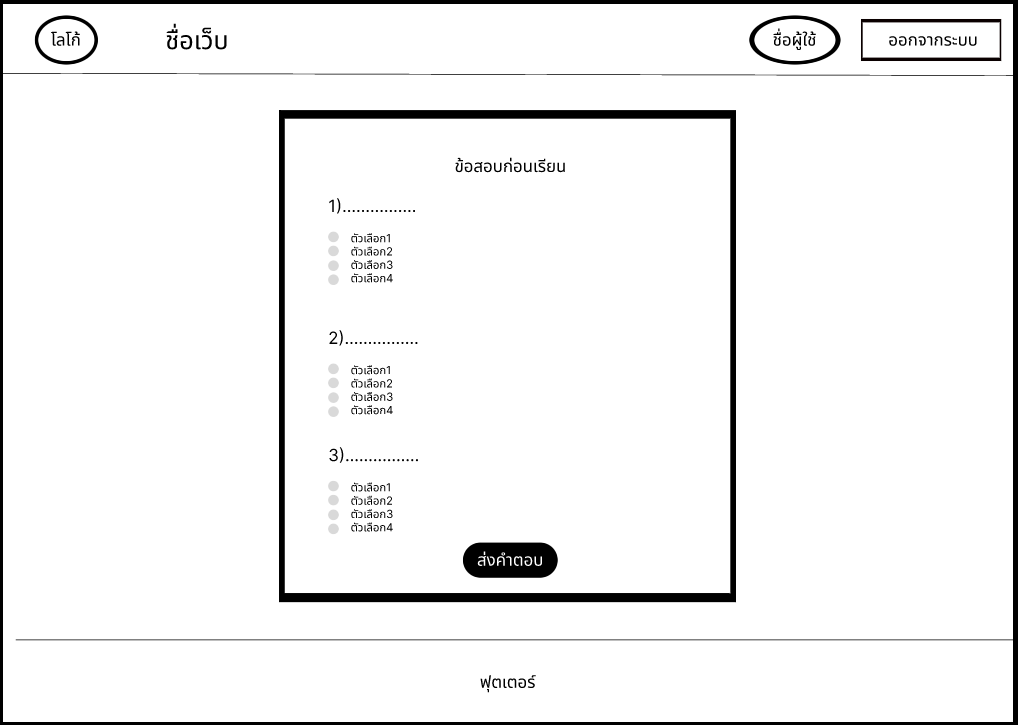 โลโก้ ชื่อเว็บ ชื่อผู้ใช้ ออกจากระบบ
ข้อสอบก่อนเรียน
1)................
ตัวเลือก1
ตัวเลือก2
ตัวเลือก3
ตัวเลือก4
2)................
ตัวเลือก1
ตัวเลือก2
ตัวเลือก3
ตัวเลือก4
3)................
ตัวเลือก1
ตัวเลือก2
ตัวเลือก3
ตัวเลือก4
ส่งคำตอบ
ฟุตเตอร์